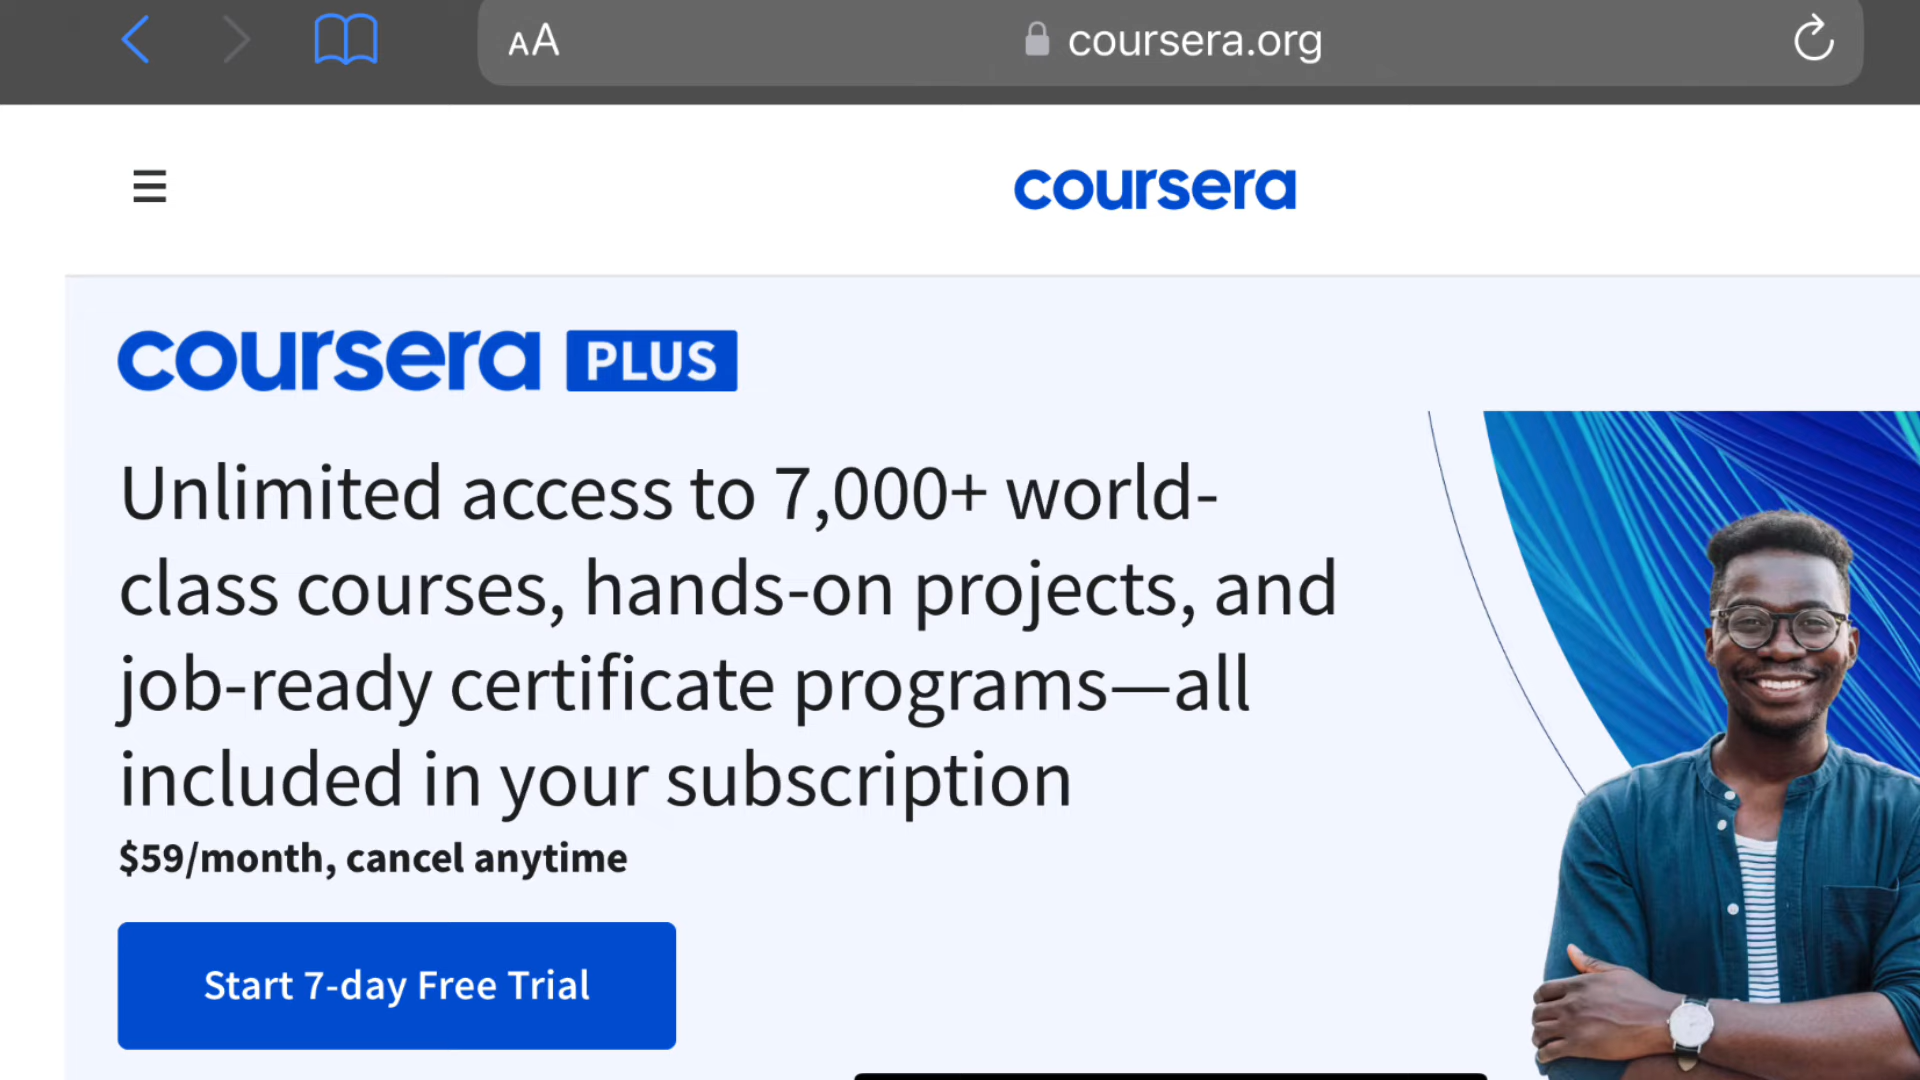 AA
coursera.org
coursera
coursera PLUS
Unlimited access to 7,000+ world-
class courses, hands-on projects, and
job-ready certificate programs—all
included in your subscription
$59/month, cancel anytime
Start 7-day Free Trial